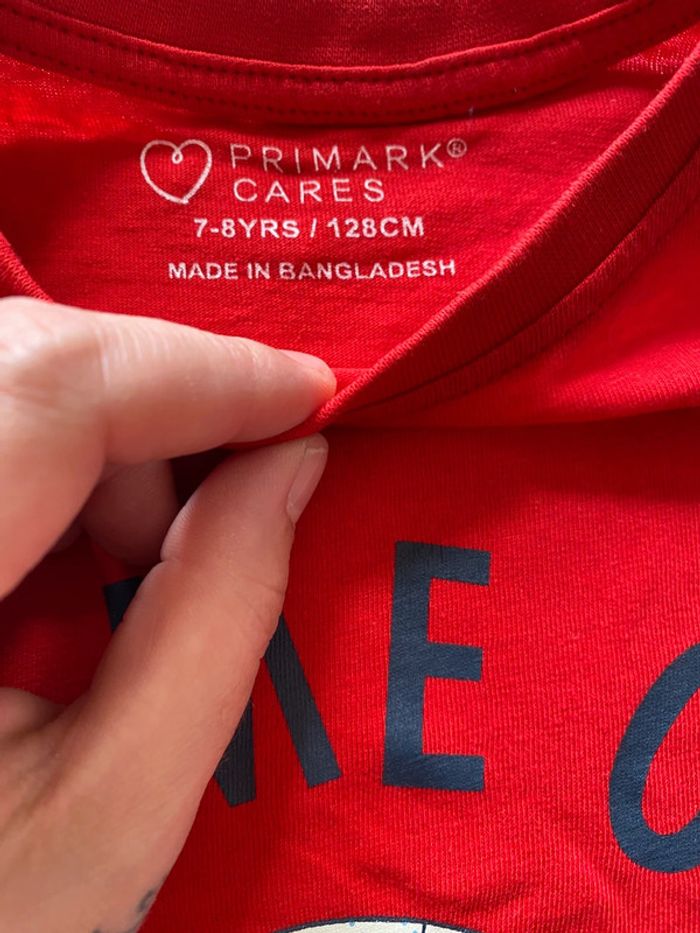 PRIMARK®
CARES
7-8YRS / 128CM
MADE IN BANGLADESH